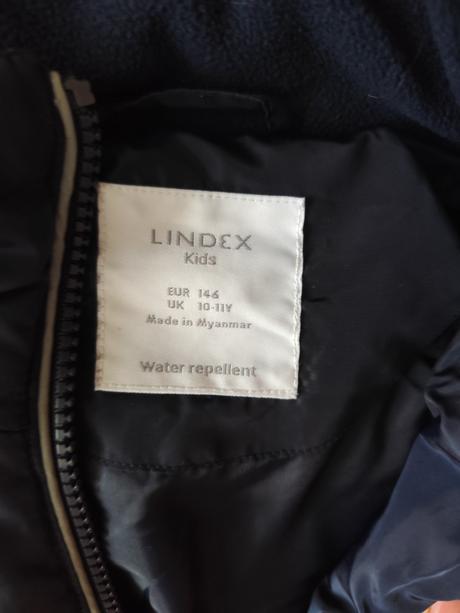 LINDEX
Kids
EUR 146
UK 10-11Y
Made in Myanmar
Water repellent